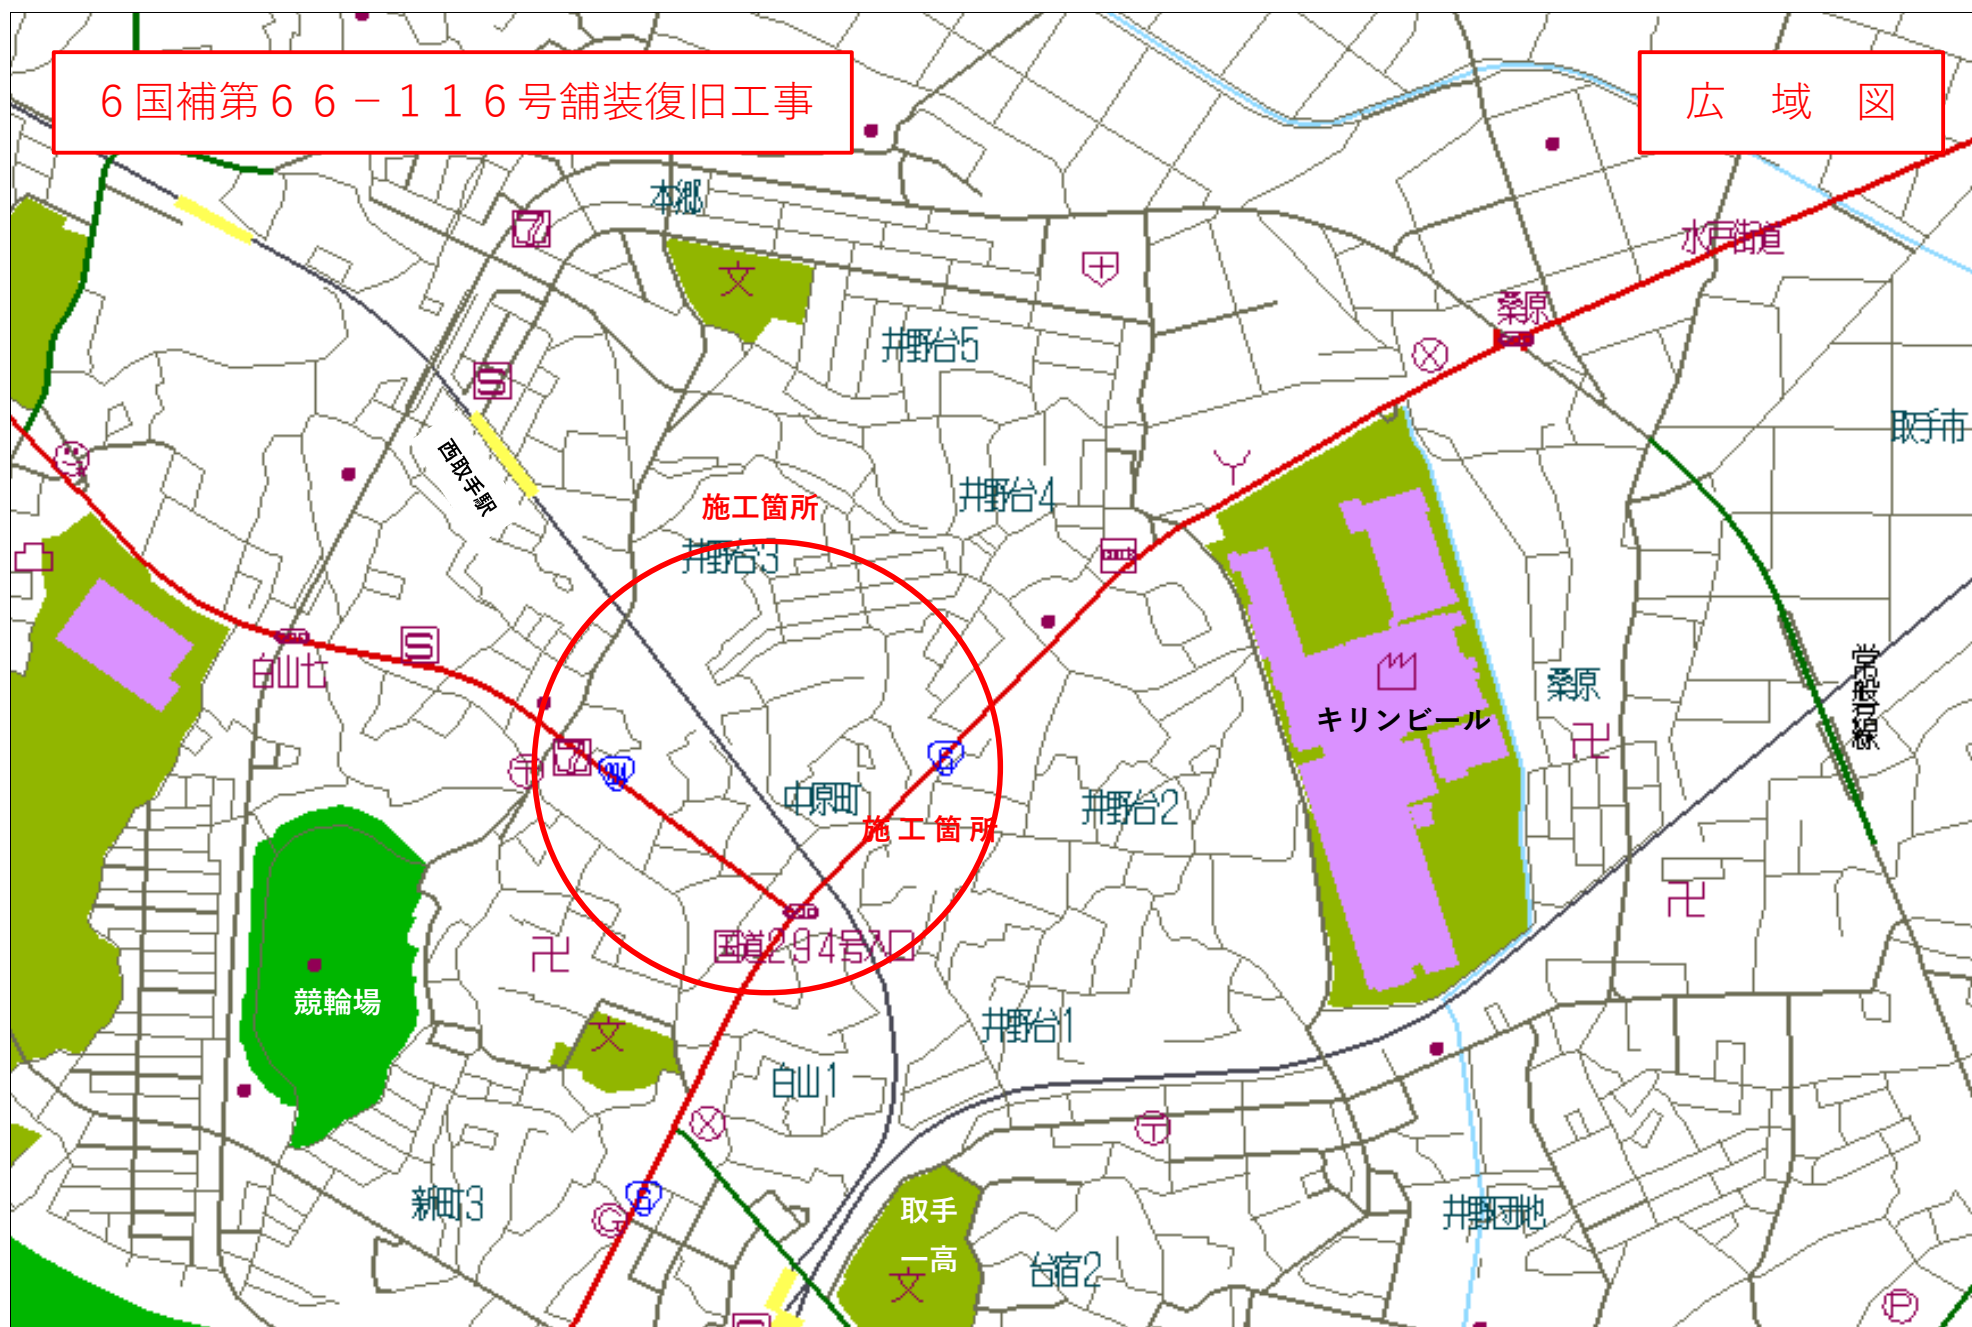 6国補第66－116号舗装復旧工事
広　域　図
本郷
水戸街道
桑原
井野台5
取手市
西取手駅
井野台4
施工箇所
井野台3
白山七
桑原
常総取手線
キリンビール
中原町
井野台2
施工箇所
国道294号入口
競輪場
井野台1
白山1
新町3
取手
一高
井野団地
台宿2